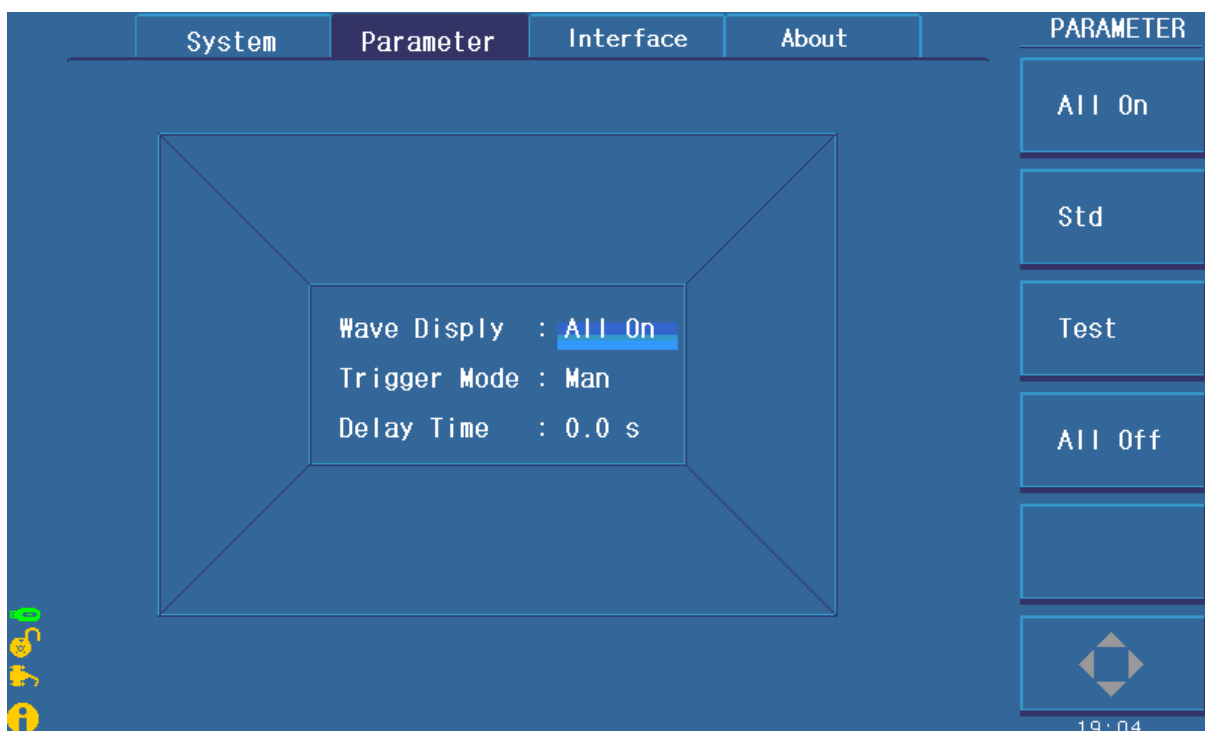 System Parameter Interface About
PARAMETER
All On
Std
Test
All Off
Wave Disply : All On
Trigger Mode : Man
Delay Time : 0.0 s
19:04